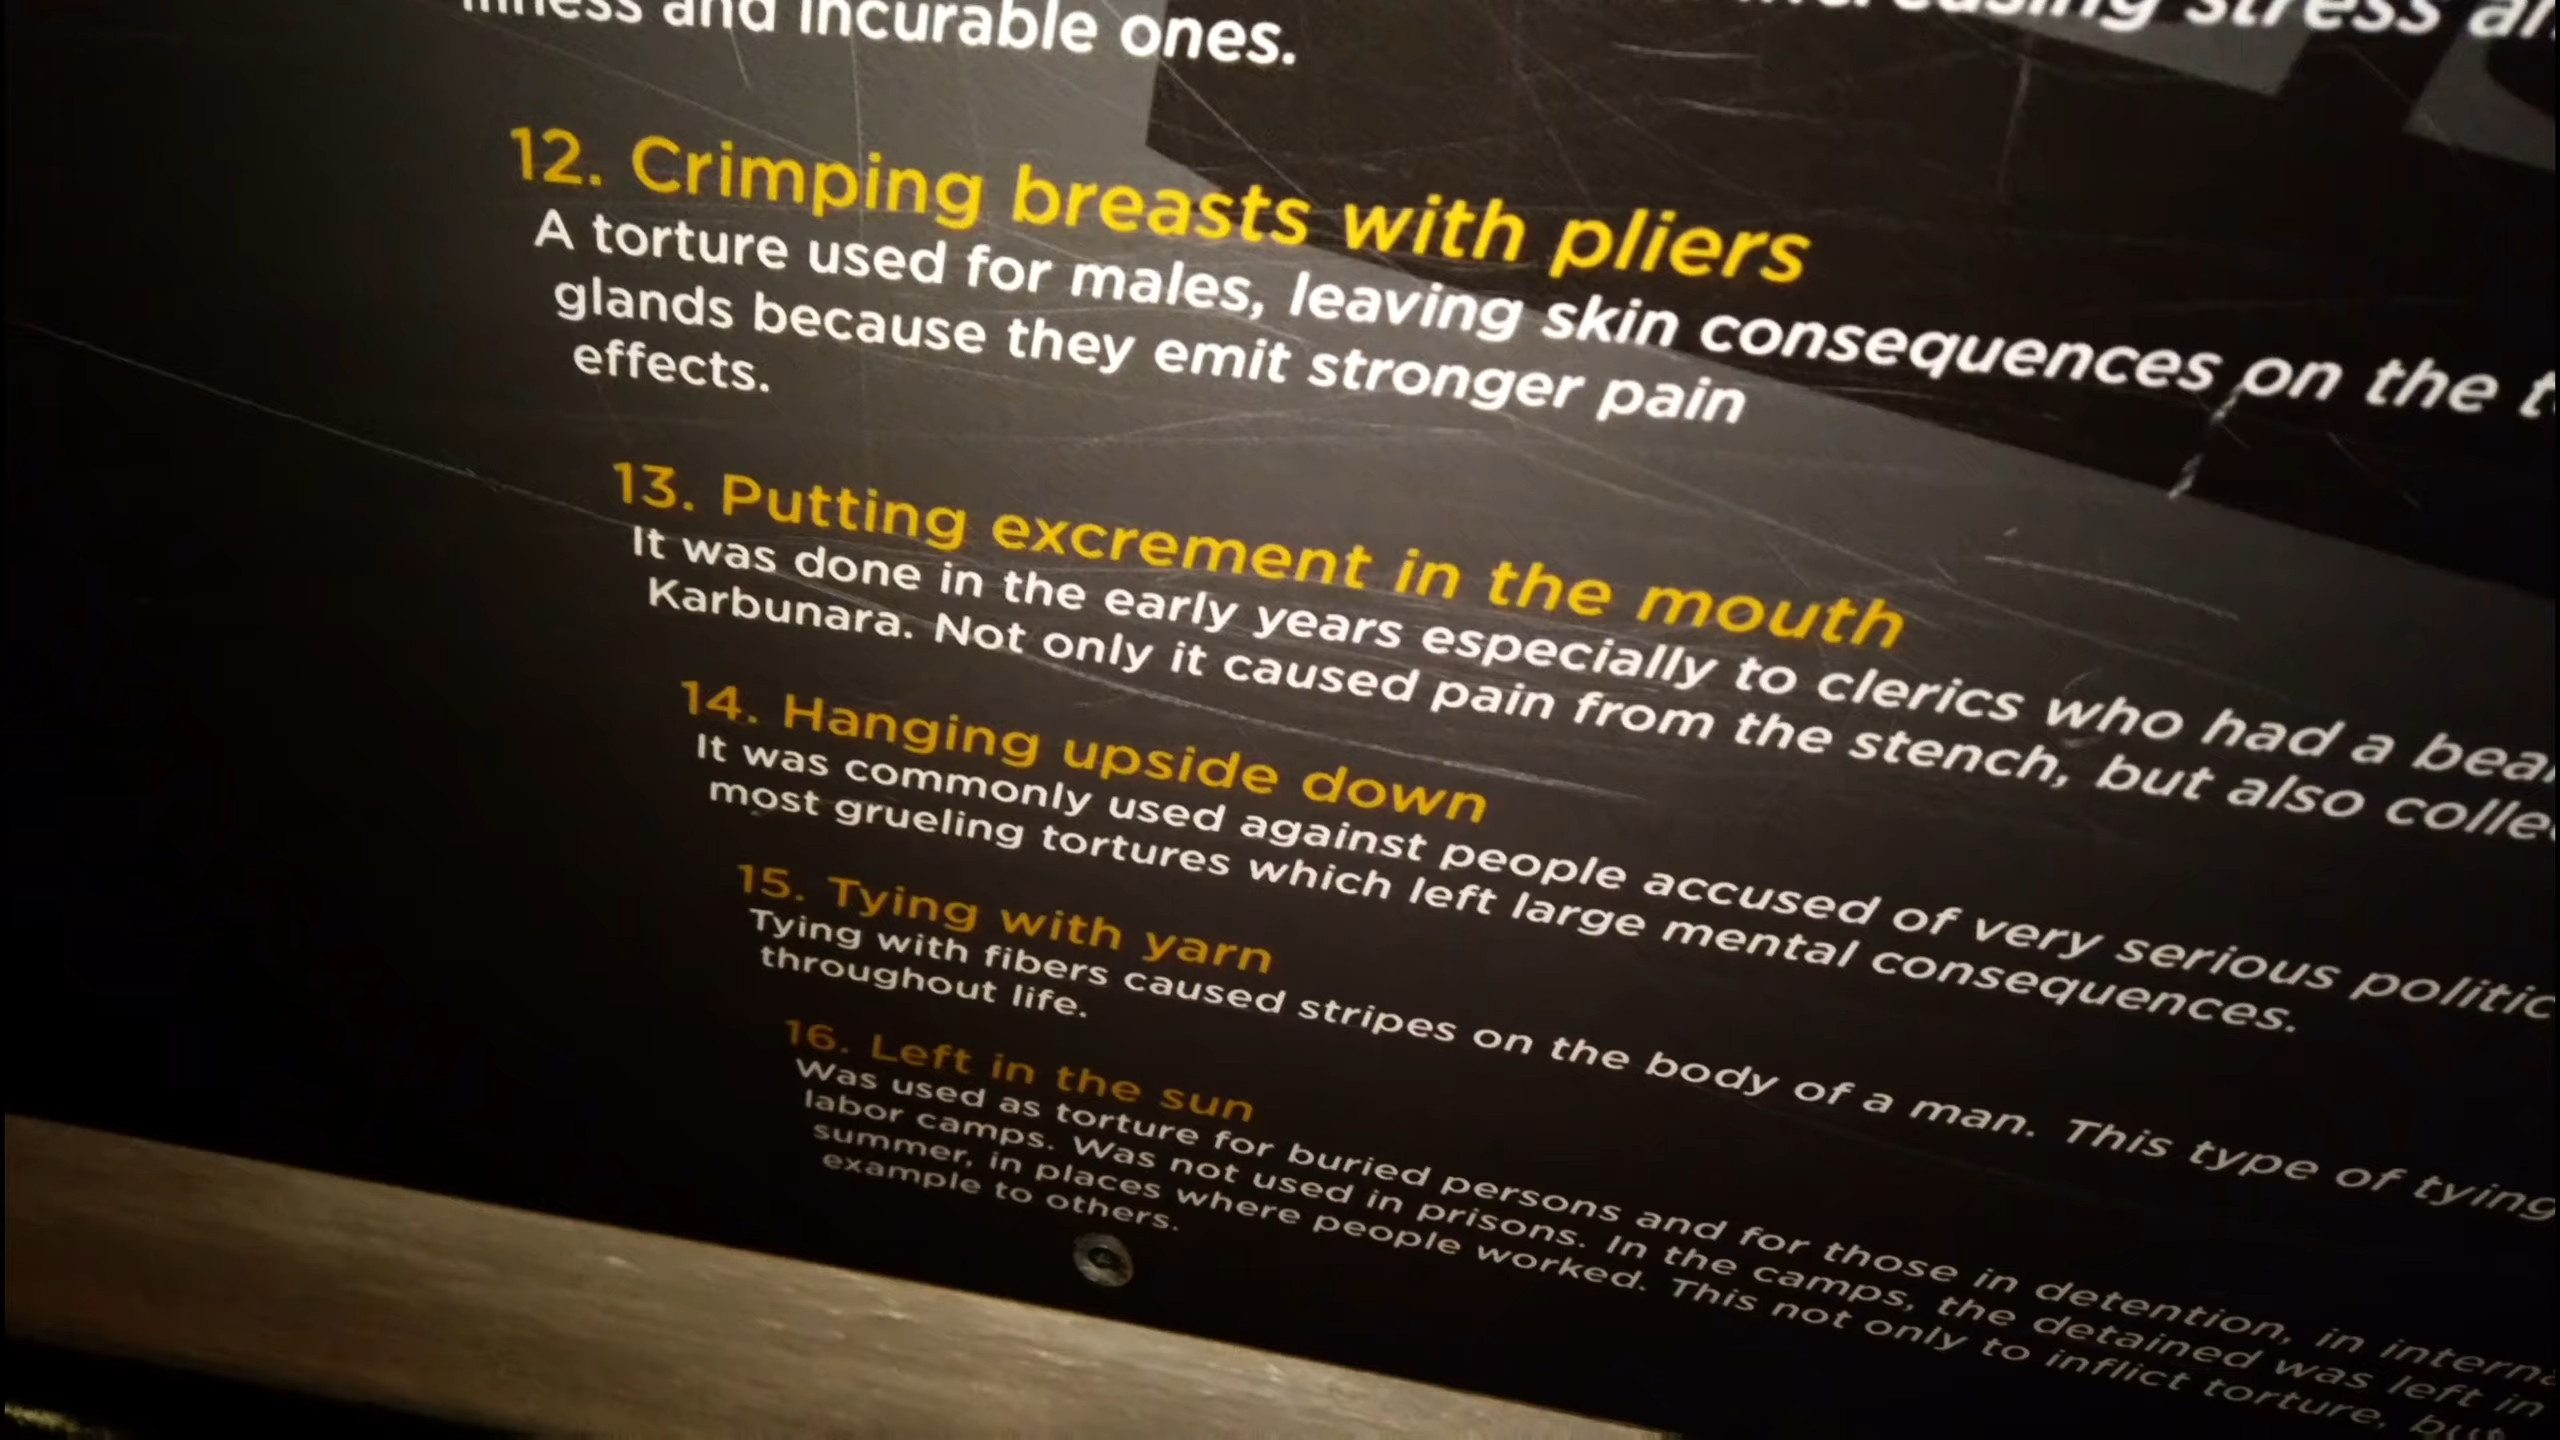 and incurable ones.
stress
12. Crimping breasts with pliers
A torture used for males, leaving skin consequences on the
glands because they emit stronger pain
effects.
13. Putting excrement in the mouth
It was done in the early years especially to clerics who had a
Karbunara. Not only it caused pain from the stench, but also
14. Hanging upside down
It was commonly used against people accused of very serious
most grueling tortures which left large mental consequences.
15. Tying with yarn
Tying with fibers caused stripes on the body of a man. This type of tying
throughout life.
16. Left in the sun
Was used as torture for buried persons and for those in detention, in
labor camps. Was not used in prisons. In the camps, the detained was left in
summer, in places where people worked. This not only to inflict torture, but
example to others.